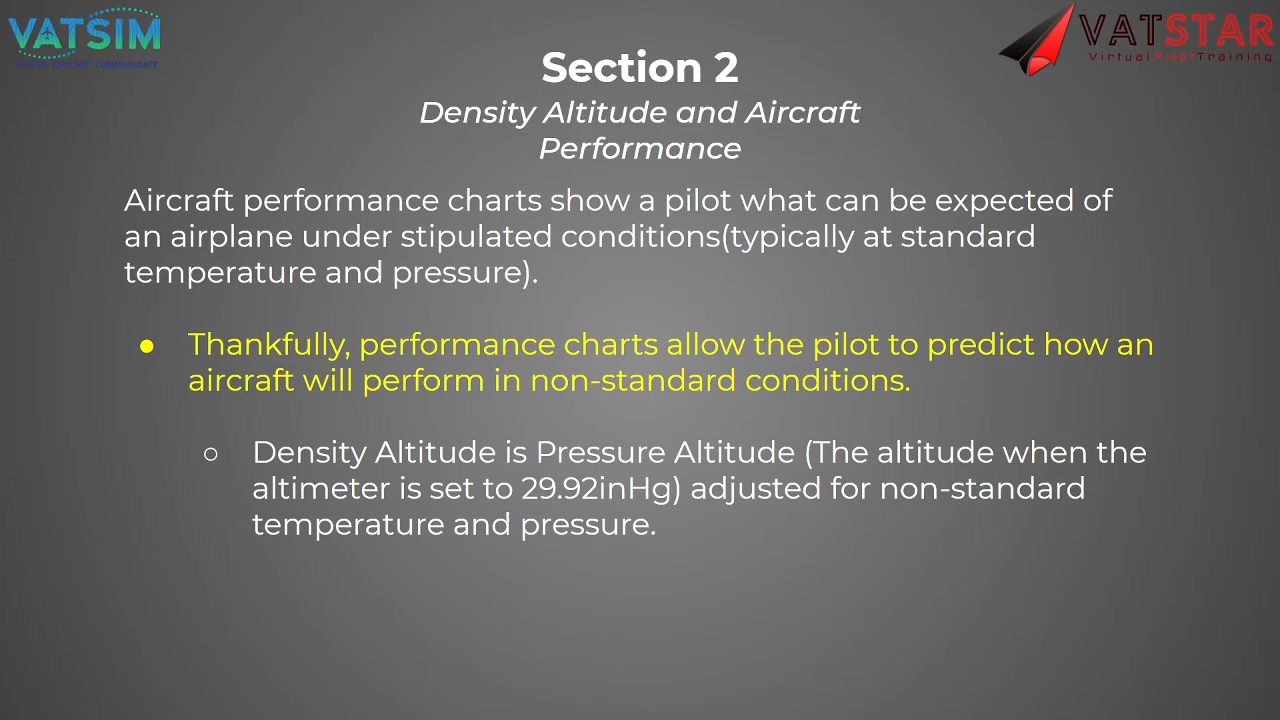 VATSIM
EDUCATE. COMMUNICATE
VATSTAR
VirtualPilotTraining
Section 2
Density Altitude and Aircraft
Performance
Aircraft performance charts show a pilot what can be expected of
an airplane under stipulated conditions(typically at standard
temperature and pressure).
● Thankfully, performance charts allow the pilot to predict how an
aircraft will perform in non-standard conditions.
○ Density Altitude is Pressure Altitude (The altitude when the
altimeter is set to 29.92inHg) adjusted for non-standard
temperature and pressure.